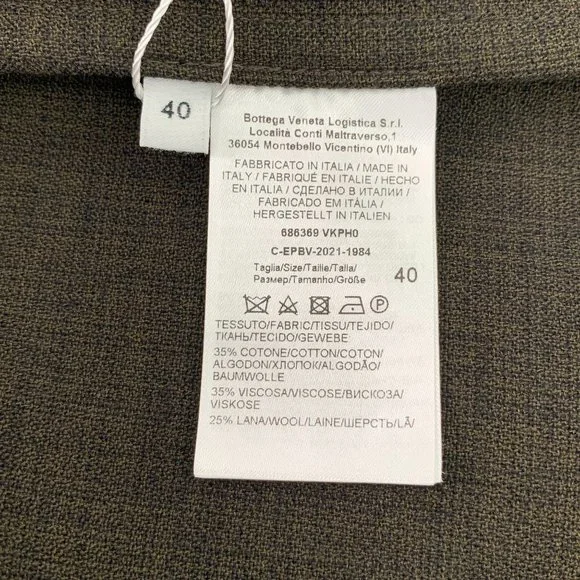 40
Bottega Veneta Logistica S.r.l.
Località Conti Maltraverso,1
36054 Montebello Vicentino (VI) Italy
FABBRICATO IN ITALIA / MADE IN
ITALY / FABRIQUÉ EN ITALIE / HECHO
EN ITALIA / СДЕЛАНО В ИТАЛИИ /
FABRICADO EM ITÁLIA /
HERGESTELLT IN ITALIEN
686369 VKPH0
C-EPBV-2021-1984
Taglia/Size/Taille/Talla/
Размер/Tamanho/Größe 40
P
TESSUTO/FABRIC/TISSU/TEJIDO/
ТКАНЬ/TECIDO/GEWEBE
35% COTONE/COTTON/COTON/
ALGODON/ХЛОПОК/ALGODÃO/
BAUMWOLLE
35% VISCOSA/VISCOSE/ВИСКОЗА/
VISKOSE
25% LANA/WOOL/LAINE/ШЕРСТЬ/LÃ/